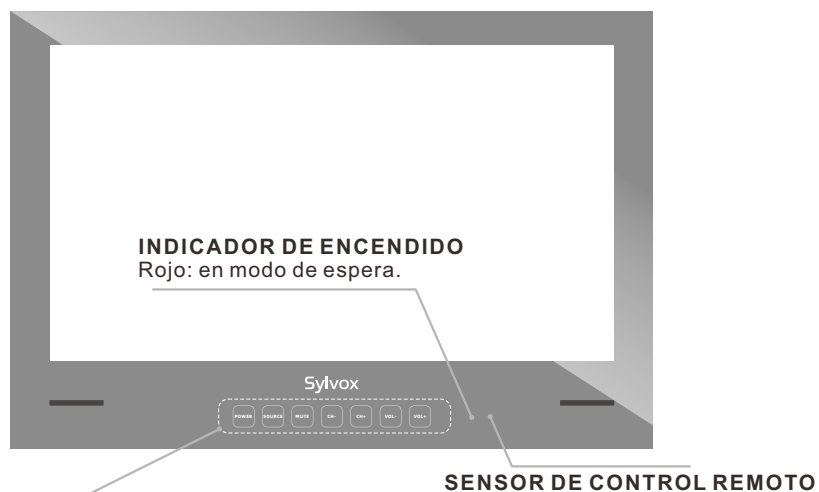 INDICADOR DE ENCENDIDO
Rojo: en modo de espera.
Sylvox
POWER SOURCE MUTE CH- CH+ VOL- VOL+
SENSOR DE CONTROL REMOTO